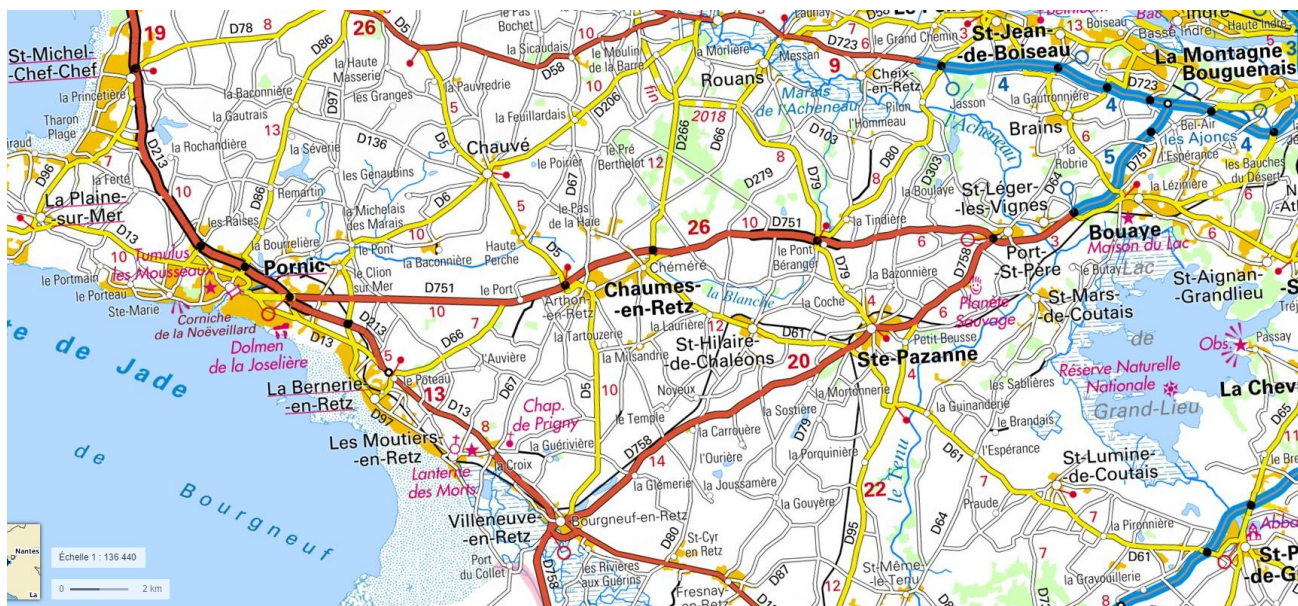 19
D78
8
D86
26
D5
le Pas
Bochet
la Sicaudais
10
le Moulin
de la Barre
la Morlière
Messan
D58
7
6
D723
9
le Grand Chemin
3
St-Jean-
-de-Boiseau
13
Boiseau
Indre
Basse Indre
Haute Indre
La Montagne
Bouguenais
St-Michel-
-Chef-Chef
la Princetière
Tharon
Plage
la Baconnière
la Haute
Masserie
les Granges
la Pauvredrie
D58
10
D206
fin
2018
Rouans
Marais
de l'Acheneau
Cheix-
-en-Retz
Pilon
l'Hommeau
Jasson
l'Acheneau
4
la Gautronnière
D723
4
Brains
Bel-Air
les Ajoncs
4
la Gautrais
D97
la Rochandière
13
la Séverie
D136
5
D5
Chauvé
la Feuillardais
le Poirier
le Pré
Berthelot
12
D266
D66
D103
8
D80
8
D303
6
la Robrie
5
D751
l'Espérance
les Bauches
du Désert
D213
la Ferté
10
7
D96
La Plaine-
-sur-Mer
D86
Remartin
les Genaubins
D6
D67
D279
D79
la Boulaye
St-Léger-
-les-Vignes
D64
la Lézinière
6
les Raises
la Michelais
des Marais
10
5
le Pas
de la Haie
26
10
D751
la Tindière
6
3
Bouaye
Maison du Lac
D13
Tumulus
les Mousseaux
la Bourrelière
le Pont
la Baconnière
Haute
Perche
D5
Chéméré
le Pont
Béranger
Port-
-St-Père
le Butay
Lac
10
le Portmain
le Porteau
Ste-Marie
Pornic
le Clion
sur Mer
D751
le Port
Arthon-
-en-Retz
Chaumes-
-en-Retz
la Blanche
D79
la Bazonnière
D758
6
Planète
Sauvage
St-Mars-
-de-Coutais
St-Aignan-
-Grandlieu
Corniche
de la Noëveillard
Dolmen
de la Joselière
D13
D213
10
7
D66
la Tartouzerie
la Laurière
12
D61
la Coche
4
6
Petit-Beusse
de
Obs.
Passay
5
l'Auvière
la Milsandrie
St-Hilaire-
-de-Chaléons
20
Ste-Pazanne
4
les Sablières
Réserve Naturelle
Nationale
Grand-Lieu
La Chev
La Bernerie-
-en-Retz
le Poteau
13
D67
D5
10
Noyeux
la Mortonnerie
la Guinanderie
le Brandais
D65
D97
D13
8
Chap.
de Prigny
le Temple
la Sostière
D79
11
Les Moutiers-
-en-Retz
la Guérivière
la Carrouère
la Porquinière
l'Espérance
D61
le Tenu
Lanterne
des Morts
la Croix
D758
l'Ourière
14
22
7
St-Lumine-
-de-Coutais
la Glémerie
la Joussamère
la Gouyère
D95
D64
Praude
7
la Pironnière
Villeneuve-
-en-Retz
Bourgneuf-en-Retz
D80
St-Cyr
en Retz
D61
Port
du Collet
D758
les Rivières
aux Guérins
Fresnay-
-en-Retz
D87
12
St-Même-
-le-Tenu
7
la Gravouillerie
8
Jade
de
Bourgneuf
Nantes
La
Échelle 1 : 136 440
0
2 km